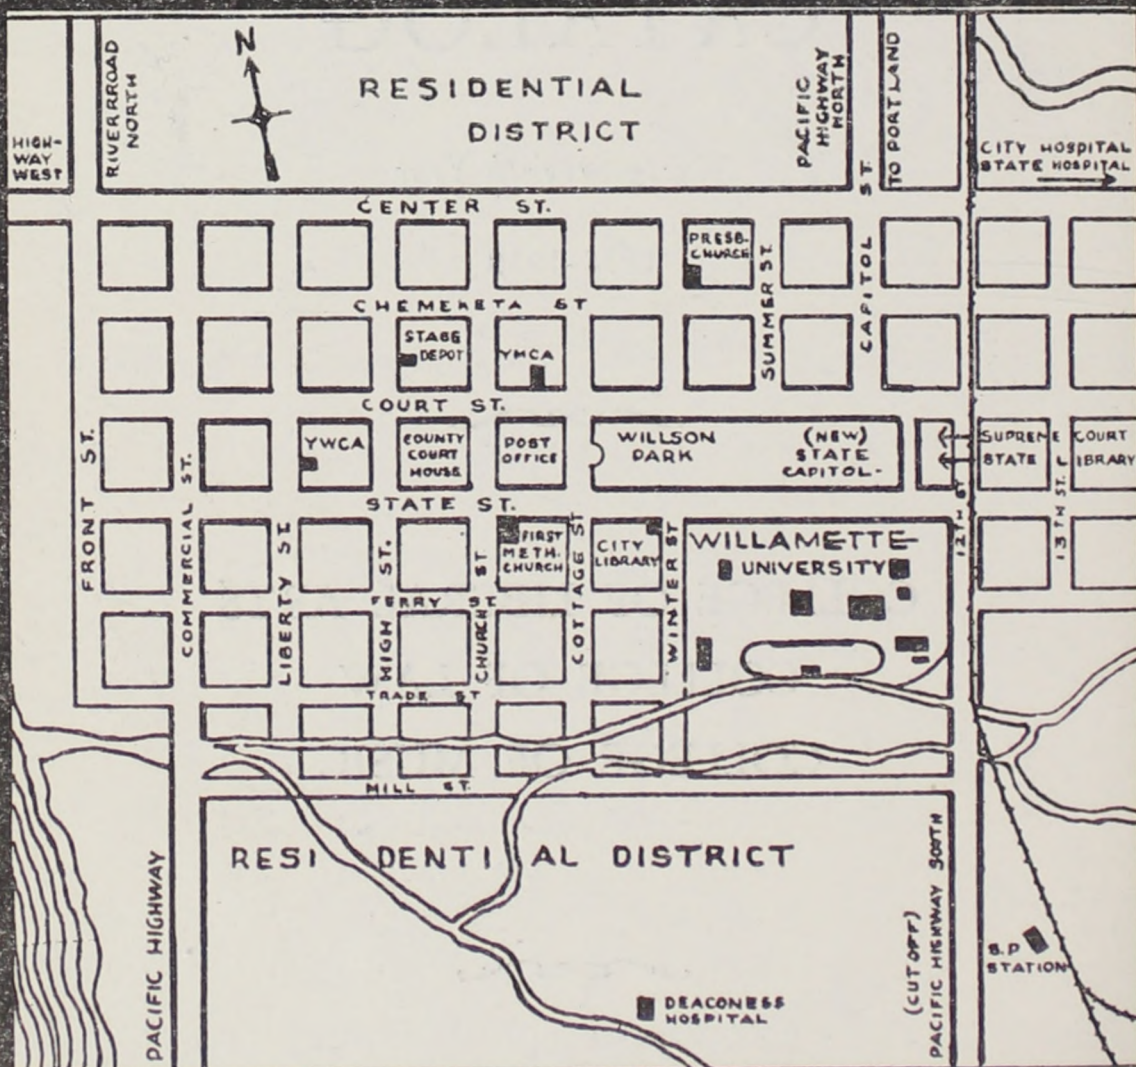 N
RIVERRROAD
NORTH
RESIDENTIAL
DISTRICT
PACIFIC
HIGHWAY
NORTH
TO PORTLAND
HIGH-
WAY
WEST
CITY HOSPITAL
STATE HOSPITAL
CENTER ST.
PRESB.
CHURCH
SUMMER ST.
CAPITOL ST.
CHEMEKETA ST
STAGE
DEPOT
YMCA
COURT ST.
FRONT ST.
COMMERCIAL ST.
YWCA
COUNTY
COURT
HOUSE
POST
OFFICE
WILLSON
PARK
(NEW)
STATE
CAPITOL-
SUPREME COURT
STATE LIBRARY
STATE ST.
12TH ST
13TH ST.
LIBERTY ST.
HIGH ST.
CHURCH ST
FIRST
METH.
CHURCH
COTTAGE ST
CITY
LIBRARY
WINTER ST
WILLAMETTE
UNIVERSITY
FERRY ST.
TRADE ST
MILL ST.
RESIDENTIAL DISTRICT
PACIFIC HIGHWAY
(CUT OFF)
PACIFIC HIGHWAY SOUTH
S.P
STATION
DEACONESS
HOSPITAL